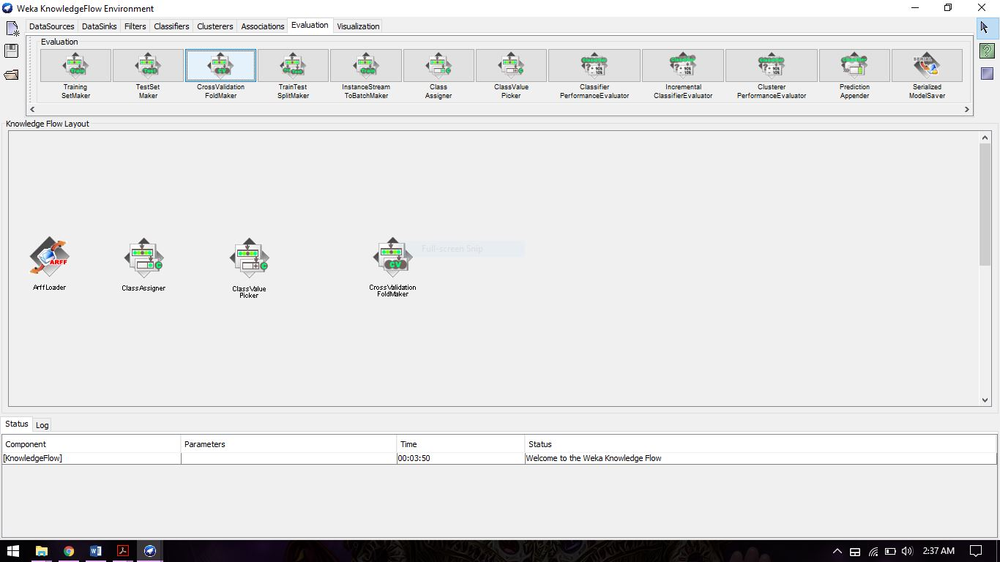 Weka KnowledgeFlow Environment
DataSources DataSinks Filters Classifiers Clusterers Associations Evaluation Visualization
Evaluation
Training SetMaker
TestSet Maker
CrossValidation FoldMaker
TrainTest SplitMaker
InstanceStream ToBatchMaker
Class Assigner
ClassValue Picker
Classifier PerformanceEvaluator
Incremental ClassifierEvaluator
Clusterer PerformanceEvaluator
Prediction Appender
Serialized ModelSaver
Knowledge Flow Layout
ARFF
ArffLoader
C
ClassAssigner
C
ClassValue
Picker
CV
CrossValidation
FoldMaker
Full-screen Snip
Status Log
Component Parameters Time Status
[KnowledgeFlow] 00:03:50 Welcome to the Weka Knowledge Flow
2:37 AM